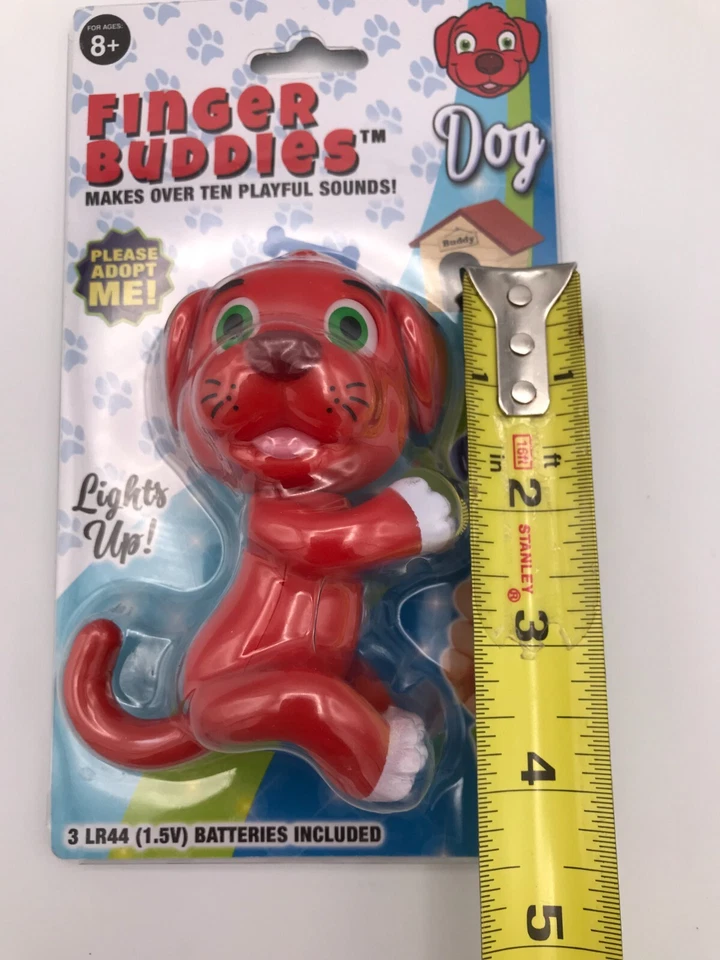 FOR AGES:
8+
FINGER
BUDDIES™
MAKES OVER TEN PLAYFUL SOUNDS!
Dog
Buddy
PLEASE
ADOPT
ME!
Lights
Up!
3 LR44 (1.5V) BATTERIES INCLUDED
1 1
16ft
in ft
2
STANLEY®
3
4
5